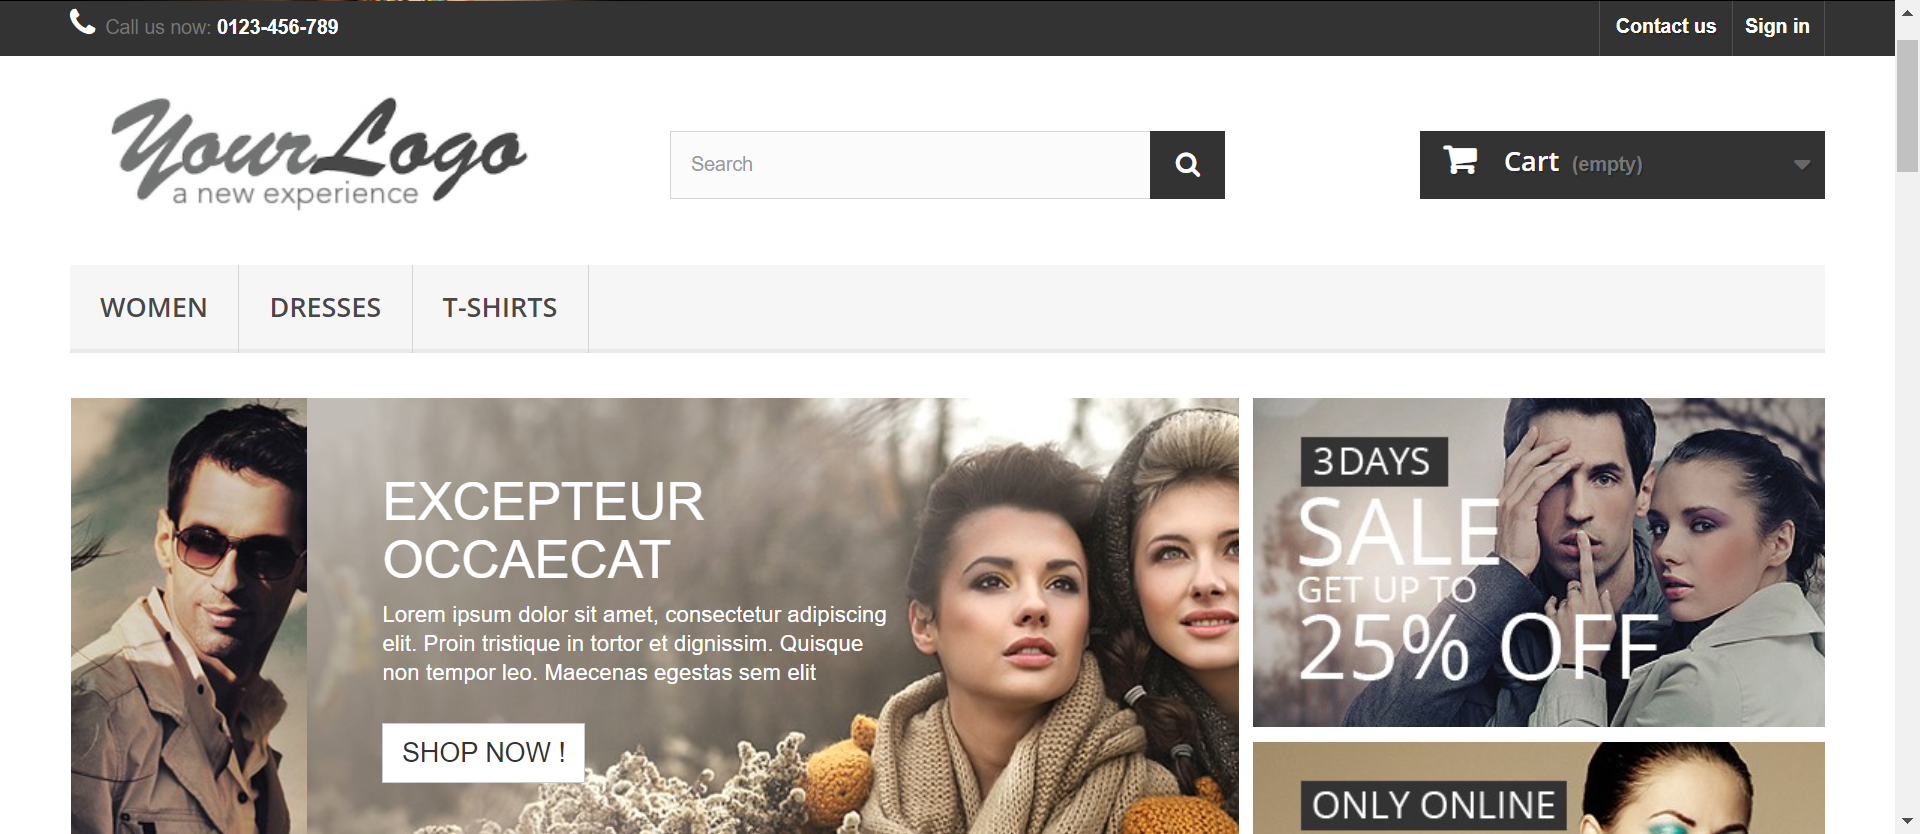 Call us now: 0123-456-789
Contact us
Sign in
YourLogo
a new experience
Search
Cart (empty)
WOMEN
DRESSES
T-SHIRTS
EXCEPTEUR
OCCAECAT
Lorem ipsum dolor sit amet, consectetur adipiscing
elit. Proin tristique in tortor et dignissim. Quisque
non tempor leo. Maecenas egestas sem elit
SHOP NOW !
3 DAYS
SALE
GET UP TO
25% OFF
ONLY ONLINE